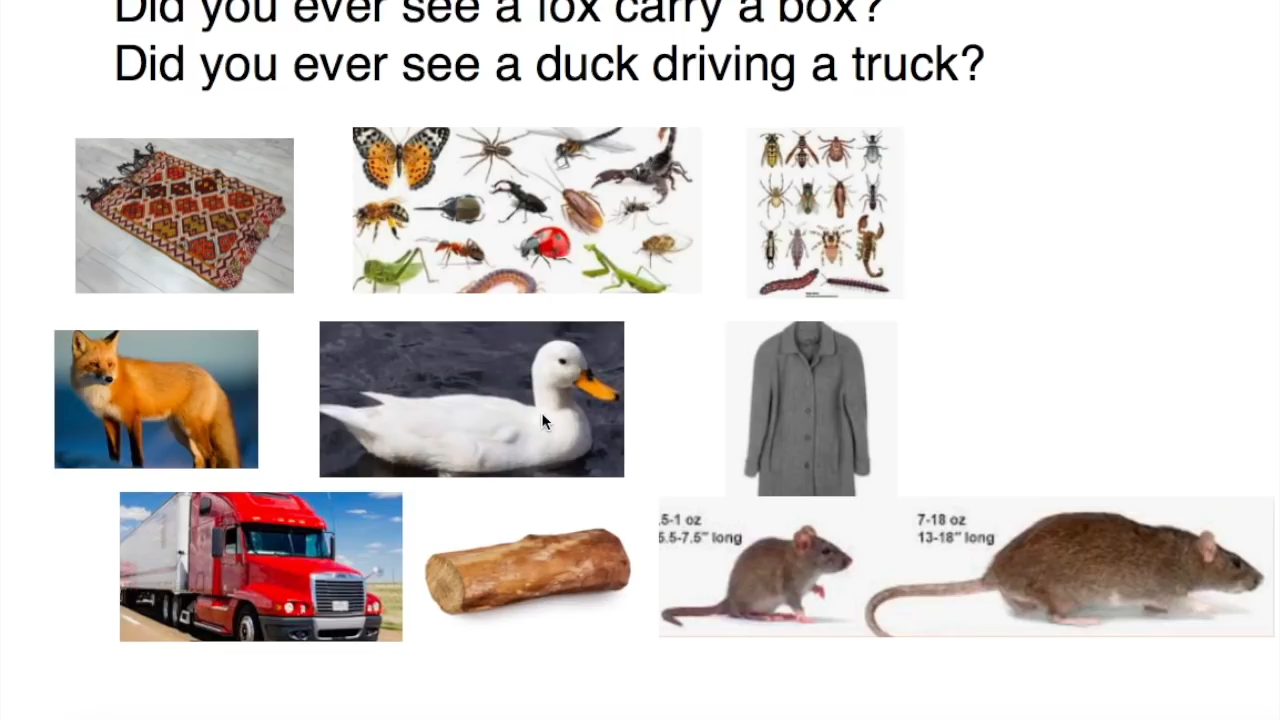 Did you ever see a fox carry a box?
Did you ever see a duck driving a truck?
.5-1 oz
5.5-7.5" long
7-18 oz
13-18" long